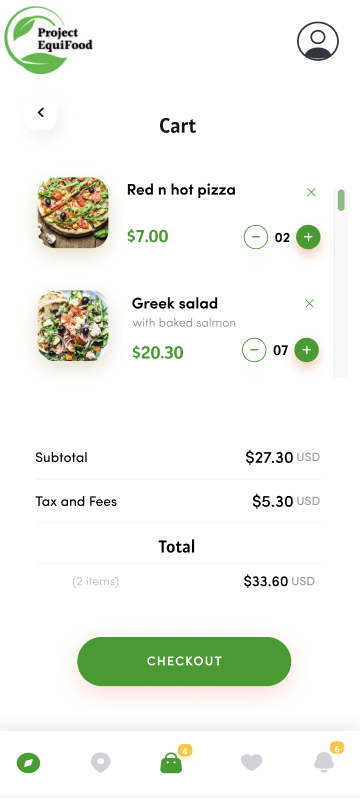 Project
EquiFood
Cart
Red n hot pizza
$7.00
02
Greek salad
with baked salmon
$20.30
07
Subtotal $27.30 USD
Tax and Fees $5.30 USD
Total
(2 items) $33.60 USD
CHECKOUT
4
6